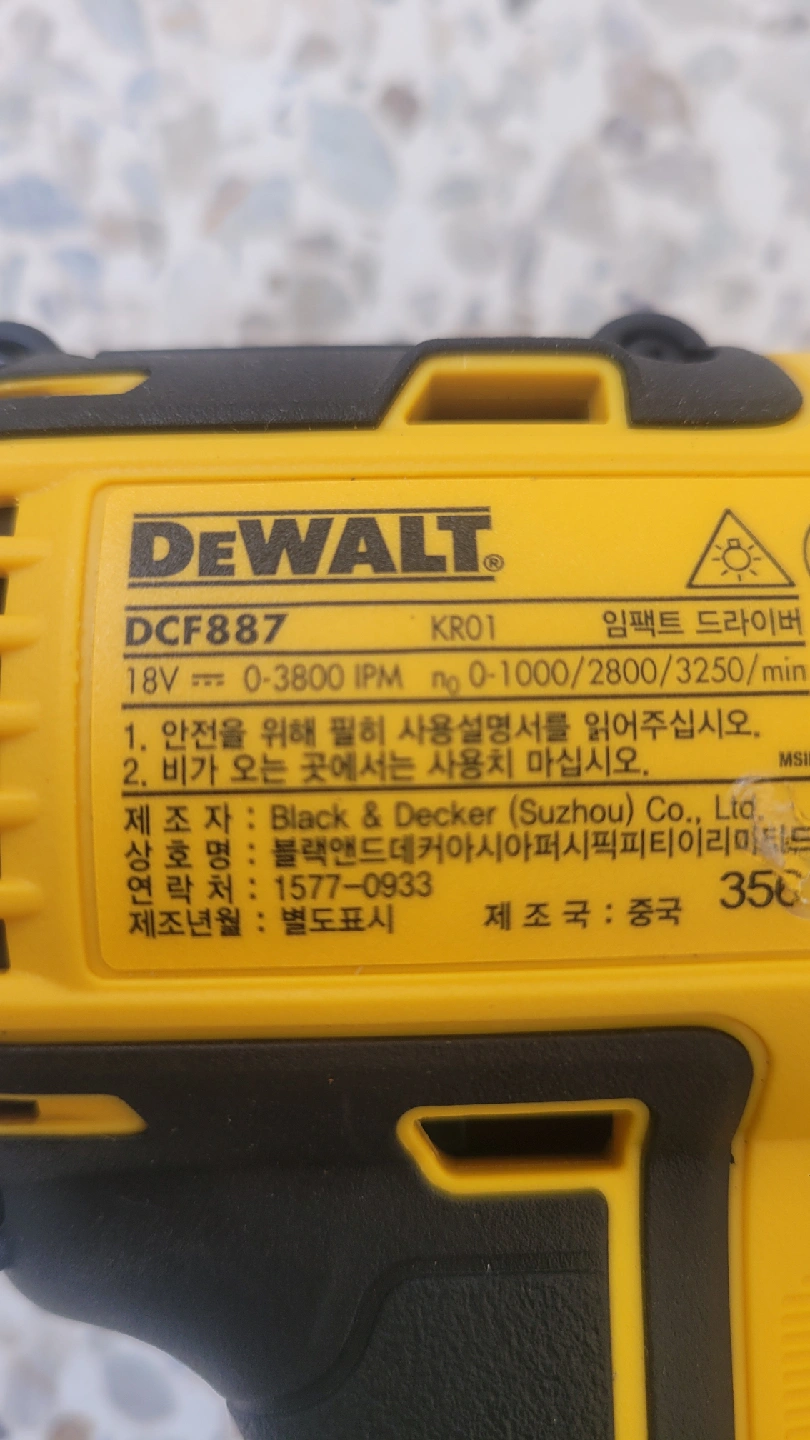 DEWALT®
DCF887 KR01 임팩트 드라이버
18V ⎓ 0-3800 IPM n₀ 0-1000/2800/3250/min
1. 안전을 위해 필히 사용설명서를 읽어주십시오.
2. 비가 오는 곳에서는 사용치 마십시오.
제 조 자 : Black & Decker (Suzhou) Co., Ltd.
상 호 명 : 블랙앤드데커아시아퍼시픽피티이리미티드
연 락 처 : 1577-0933
제조년월 : 별도표시 제 조 국 : 중국